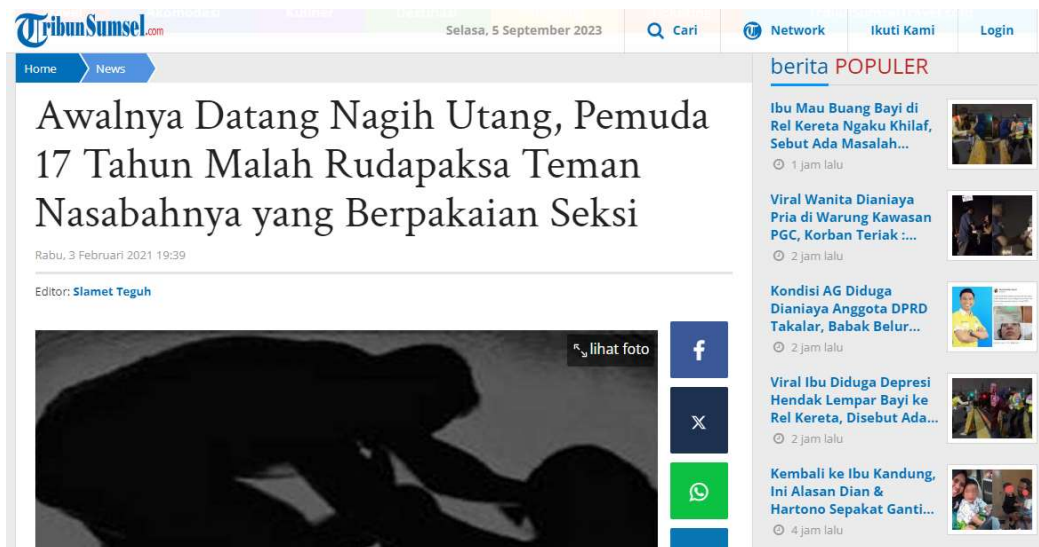 TribunSumsel.com
Selasa, 5 September 2023
Cari
Network
Ikuti Kami
Login
Home
News
Awalnya Datang Nagih Utang, Pemuda
17 Tahun Malah Rudapaksa Teman
Nasabahnya yang Berpakaian Seksi
Rabu, 3 Februari 2021 19:39
Editor: Slamet Teguh
lihat foto
berita POPULER
Ibu Mau Buang Bayi di
Rel Kereta Ngaku Khilaf,
Sebut Ada Masalah...
1 jam lalu
Viral Wanita Dianiaya
Pria di Warung Kawasan
PGC, Korban Teriak :...
2 jam lalu
Kondisi AG Diduga
Dianiaya Anggota DPRD
Takalar, Babak Belur...
2 jam lalu
Viral Ibu Diduga Depresi
Hendak Lempar Bayi ke
Rel Kereta, Disebut Ada...
2 jam lalu
Kembali ke Ibu Kandung,
Ini Alasan Dian &
Hartono Sepakat Ganti...
4 jam lalu